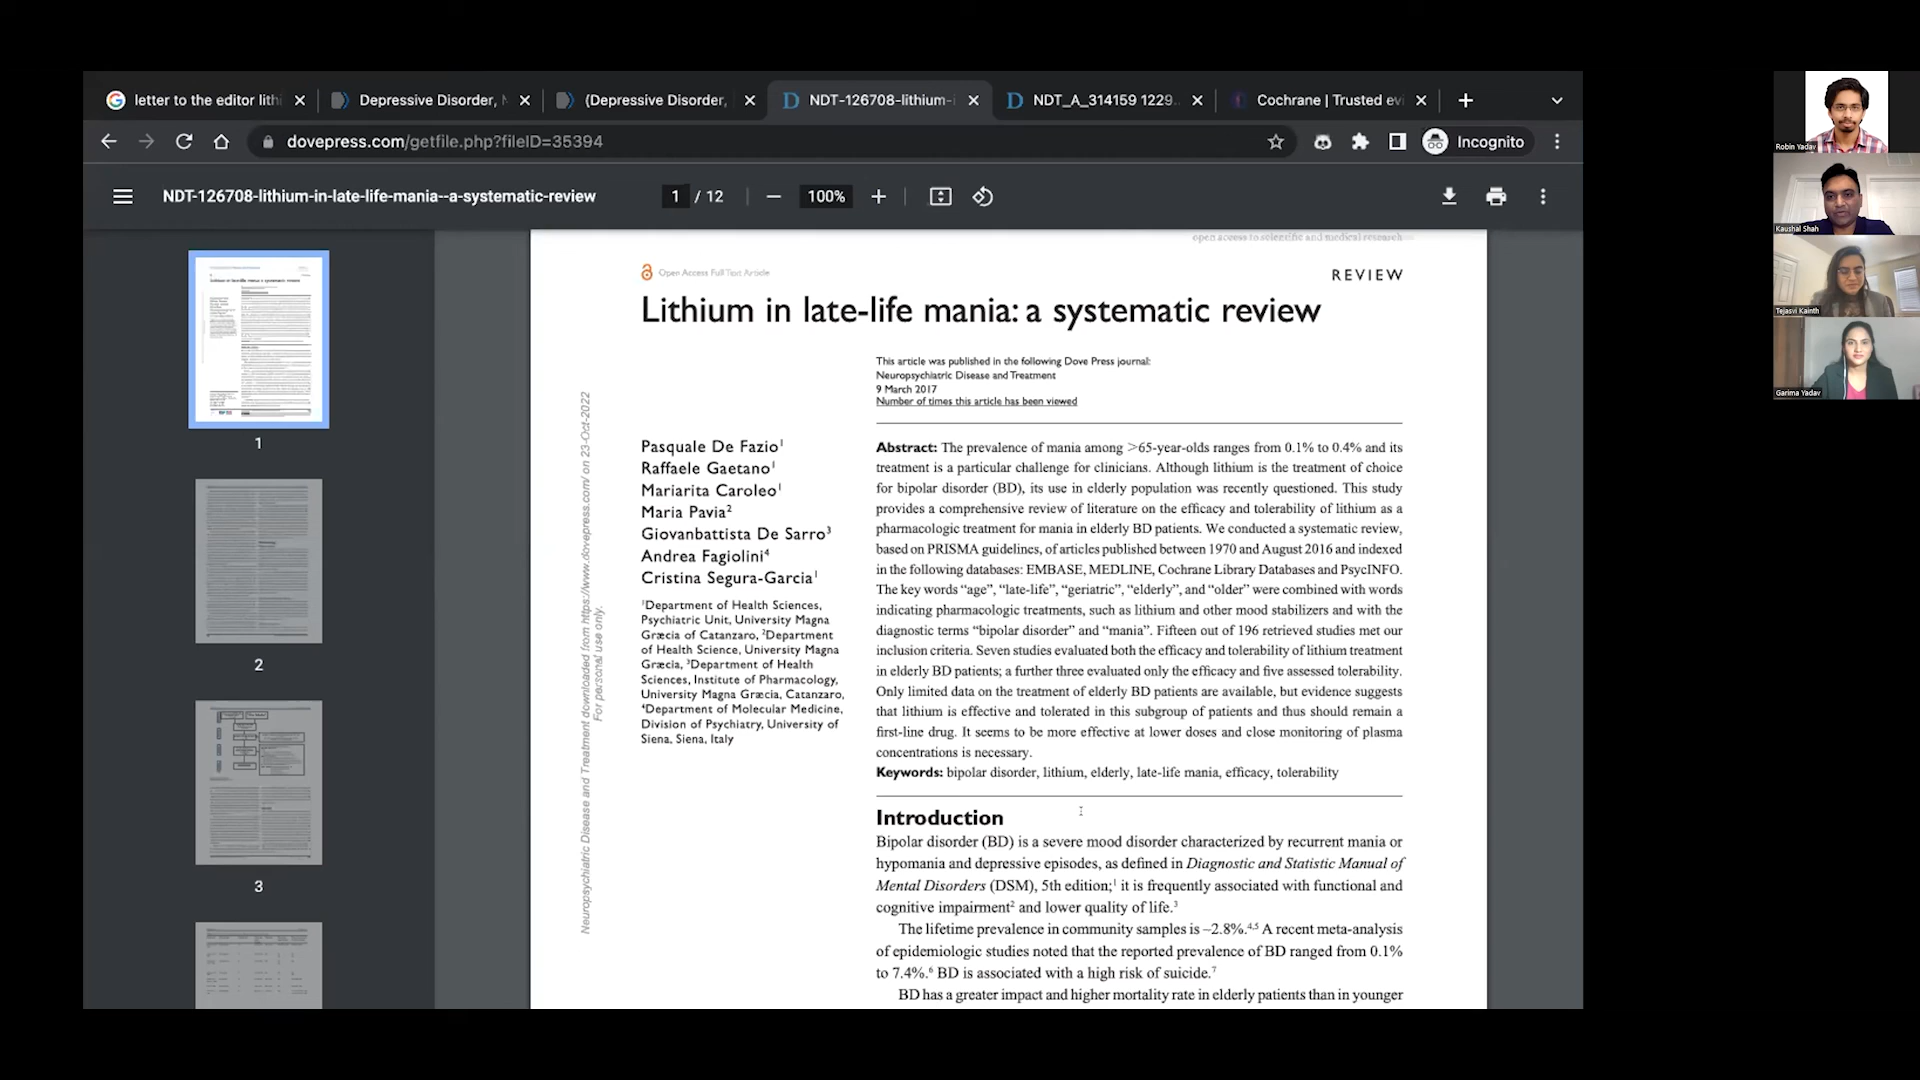 letter to the editor lithi
Depressive Disorder, M
(Depressive Disorder,
NDT-126708-lithium-i
NDT_A_314159 1229..
Cochrane | Trusted evi
dovepress.com/getfile.php?fileID=35394
Incognito
NDT-126708-lithium-in-late-life-mania--a-systematic-review
1 / 12
100%
1
2
3
open access to scientific and medical research
Open Access Full Text Article
REVIEW
Lithium in late-life mania: a systematic review
This article was published in the following Dove Press journal:
Neuropsychiatric Disease and Treatment
9 March 2017
Number of times this article has been viewed
Neuropsychiatric Disease and Treatment downloaded from https://www.dovepress.com/ on 23-Oct-2022
For personal use only.
Pasquale De Fazio¹
Raffaele Gaetano¹
Mariarita Caroleo¹
Maria Pavia²
Giovanbattista De Sarro³
Andrea Fagiolini⁴
Cristina Segura-Garcia¹
¹Department of Health Sciences,
Psychiatric Unit, University Magna
Græcia of Catanzaro, ²Department
of Health Science, University Magna
Græcia, ³Department of Health
Sciences, Institute of Pharmacology,
University Magna Græcia, Catanzaro,
⁴Department of Molecular Medicine,
Division of Psychiatry, University of
Siena, Siena, Italy
Abstract: The prevalence of mania among >65-year-olds ranges from 0.1% to 0.4% and its
treatment is a particular challenge for clinicians. Although lithium is the treatment of choice
for bipolar disorder (BD), its use in elderly population was recently questioned. This study
provides a comprehensive review of literature on the efficacy and tolerability of lithium as a
pharmacologic treatment for mania in elderly BD patients. We conducted a systematic review,
based on PRISMA guidelines, of articles published between 1970 and August 2016 and indexed
in the following databases: EMBASE, MEDLINE, Cochrane Library Databases and PsycINFO.
The key words “age”, “late-life”, “geriatric”, “elderly”, and “older” were combined with words
indicating pharmacologic treatments, such as lithium and other mood stabilizers and with the
diagnostic terms “bipolar disorder” and “mania”. Fifteen out of 196 retrieved studies met our
inclusion criteria. Seven studies evaluated both the efficacy and tolerability of lithium treatment
in elderly BD patients; a further three evaluated only the efficacy and five assessed tolerability.
Only limited data on the treatment of elderly BD patients are available, but evidence suggests
that lithium is effective and tolerated in this subgroup of patients and thus should remain a
first-line drug. It seems to be more effective at lower doses and close monitoring of plasma
concentrations is necessary.
Keywords: bipolar disorder, lithium, elderly, late-life mania, efficacy, tolerability
Introduction
Bipolar disorder (BD) is a severe mood disorder characterized by recurrent mania or
hypomania and depressive episodes, as defined in Diagnostic and Statistic Manual of
Mental Disorders (DSM), 5th edition;¹ it is frequently associated with functional and
cognitive impairment² and lower quality of life.³
The lifetime prevalence in community samples is ~2.8%.⁴,⁵ A recent meta-analysis
of epidemiologic studies noted that the reported prevalence of BD ranged from 0.1%
to 7.4%.⁶ BD is associated with a high risk of suicide.⁷
BD has a greater impact and higher mortality rate in elderly patients than in younger
Robin Yadav
Kaushal Shah
Tejasvi Kainth
Garima Yadav